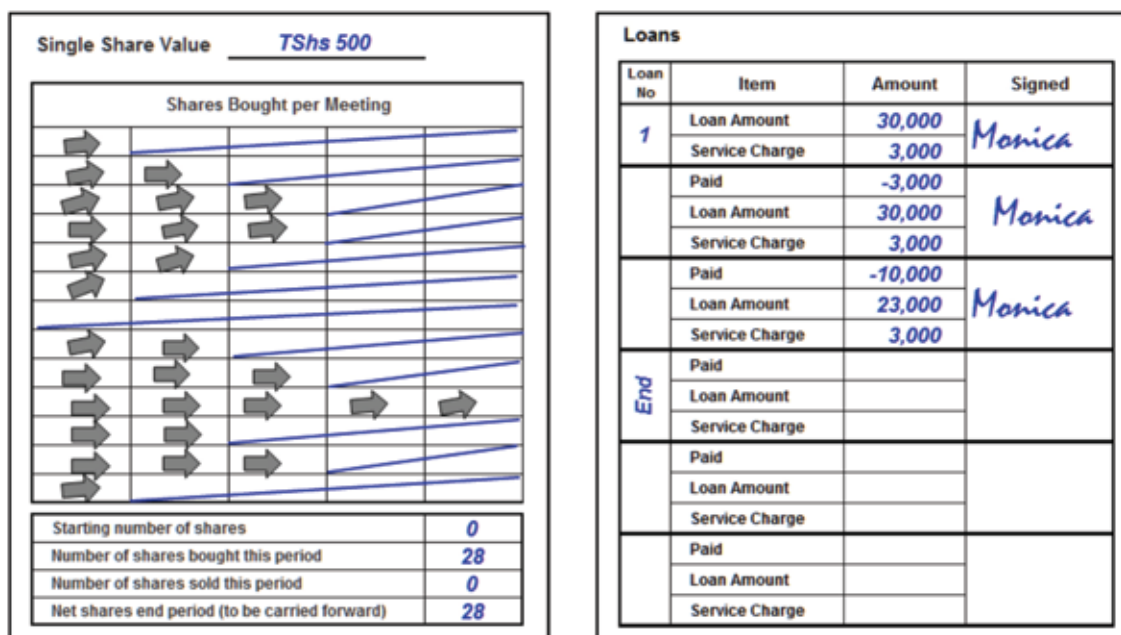 Single Share Value TShs 500
Shares Bought per Meeting
Starting number of shares 0
Number of shares bought this period 28
Number of shares sold this period 0
Net shares end period (to be carried forward) 28
Loans
Loan No Item Amount Signed
1 Loan Amount 30,000 Monica
Service Charge 3,000
Paid -3,000
Loan Amount 30,000 Monica
Service Charge 3,000
Paid -10,000
Loan Amount 23,000 Monica
Service Charge 3,000
End Paid
Loan Amount
Service Charge
Paid
Loan Amount
Service Charge
Paid
Loan Amount
Service Charge